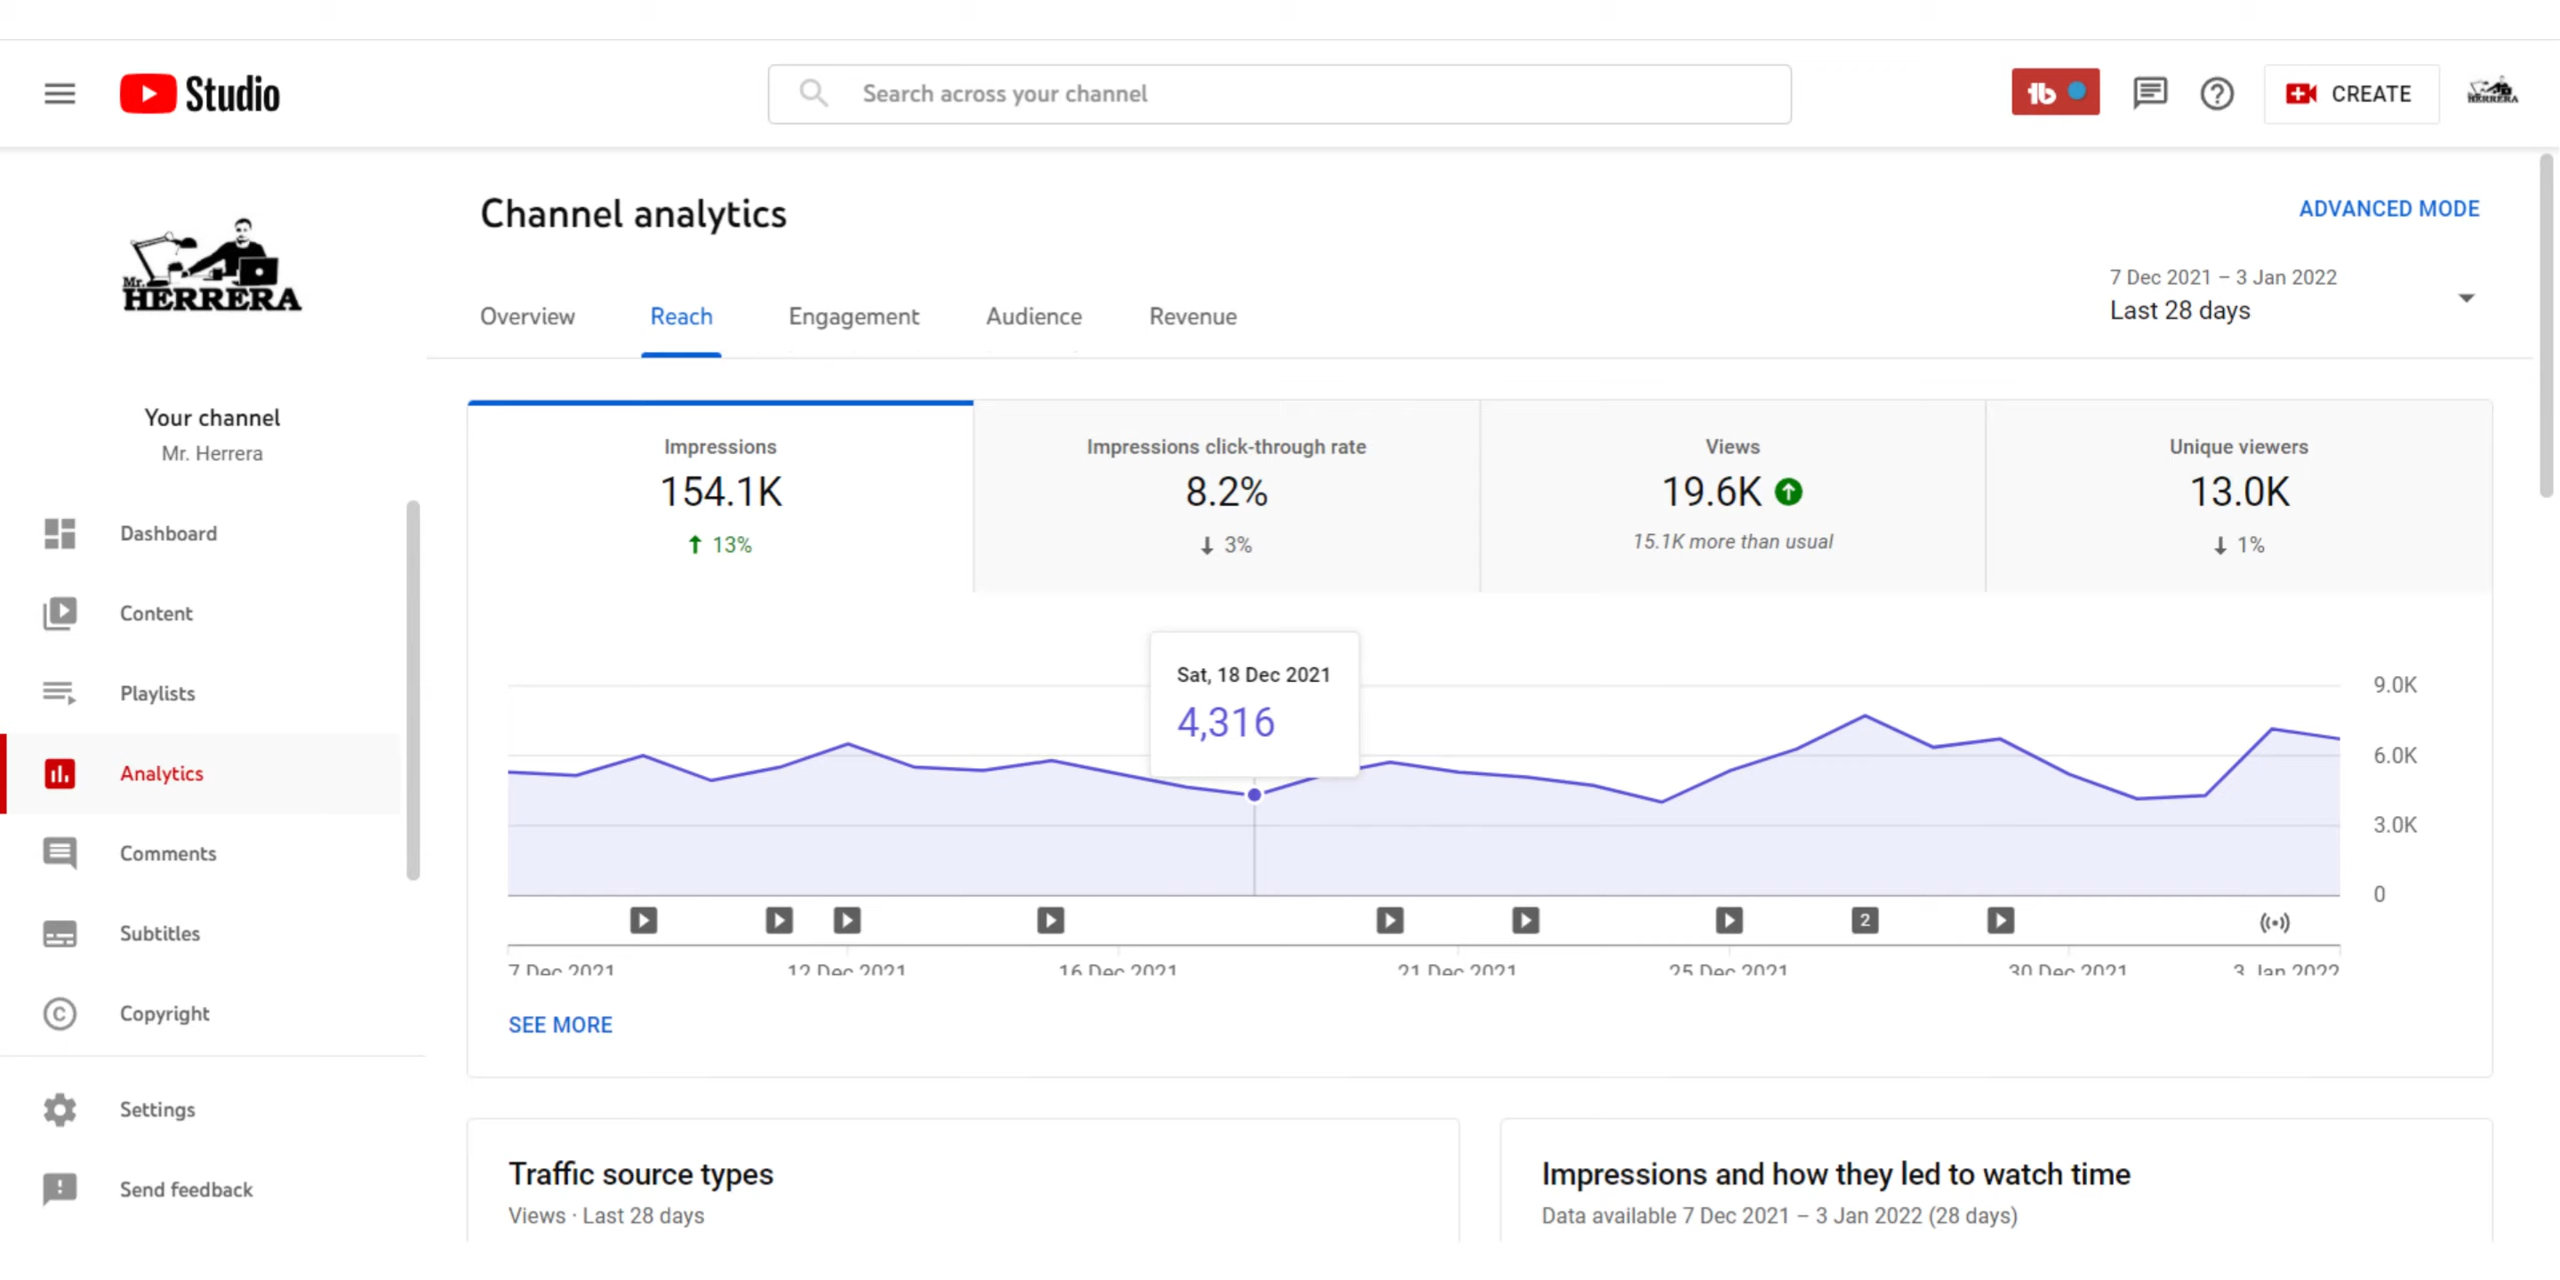 Studio
Search across your channel
tb
CREATE
Mr.
HERRERA
HERRERA
Your channel
Mr. Herrera
Dashboard
Content
Playlists
Analytics
Comments
Subtitles
Copyright
Settings
Send feedback
Channel analytics
ADVANCED MODE
Overview
Reach
Engagement
Audience
Revenue
7 Dec 2021 – 3 Jan 2022
Last 28 days
Impressions
154.1K
13%
Impressions click-through rate
8.2%
3%
Views
19.6K
15.1K more than usual
Unique viewers
13.0K
1%
Sat, 18 Dec 2021
4,316
9.0K
6.0K
3.0K
0
2
7 Dec 2021
12 Dec 2021
16 Dec 2021
21 Dec 2021
25 Dec 2021
30 Dec 2021
3 Jan 2022
SEE MORE
Traffic source types
Views · Last 28 days
Impressions and how they led to watch time
Data available 7 Dec 2021 – 3 Jan 2022 (28 days)